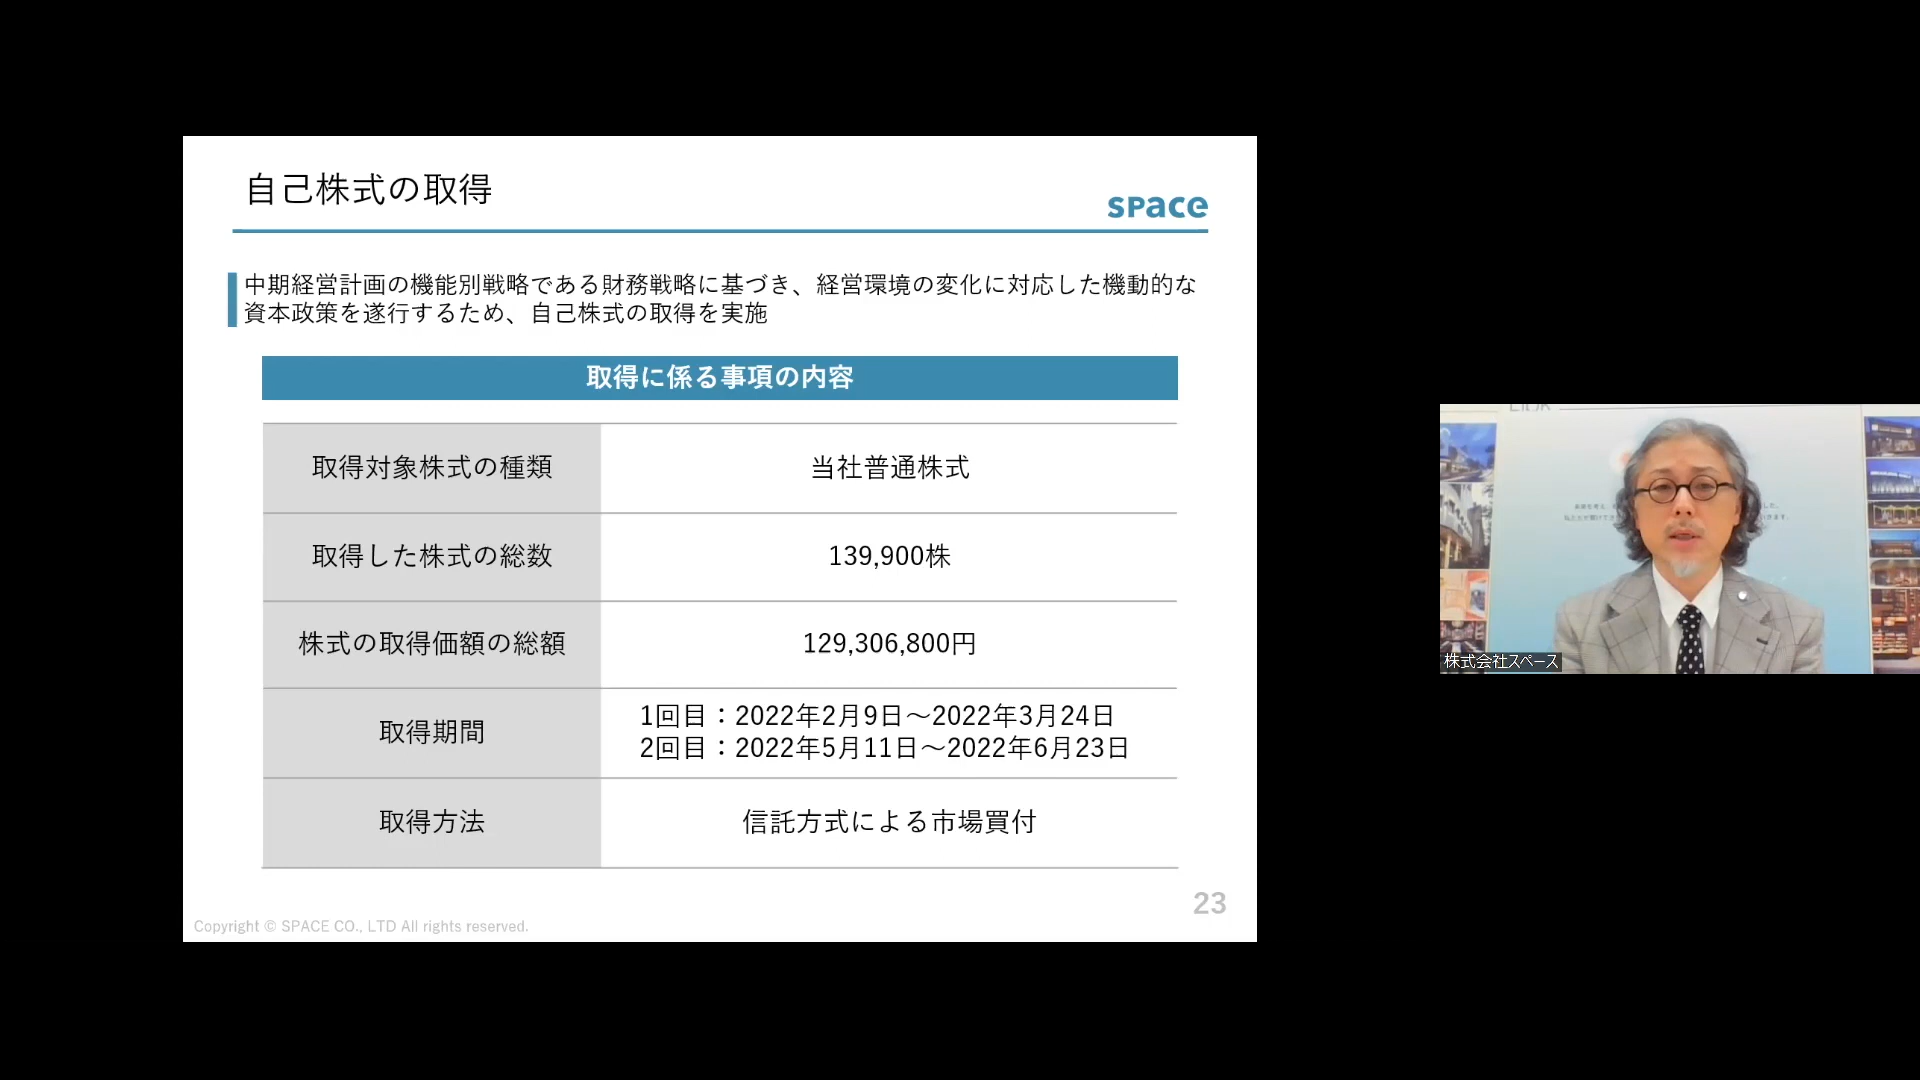 自己株式の取得
space
中期経営計画の機能別戦略である財務戦略に基づき、経営環境の変化に対応した機動的な
資本政策を遂行するため、自己株式の取得を実施
取得に係る事項の内容
取得対象株式の種類
当社普通株式
取得した株式の総数
139,900株
株式の取得価額の総額
129,306,800円
取得期間
1回目：2022年2月9日～2022年3月24日
2回目：2022年5月11日～2022年6月23日
取得方法
信託方式による市場買付
23
Copyright © SPACE CO., LTD All rights reserved.
株式会社スペース